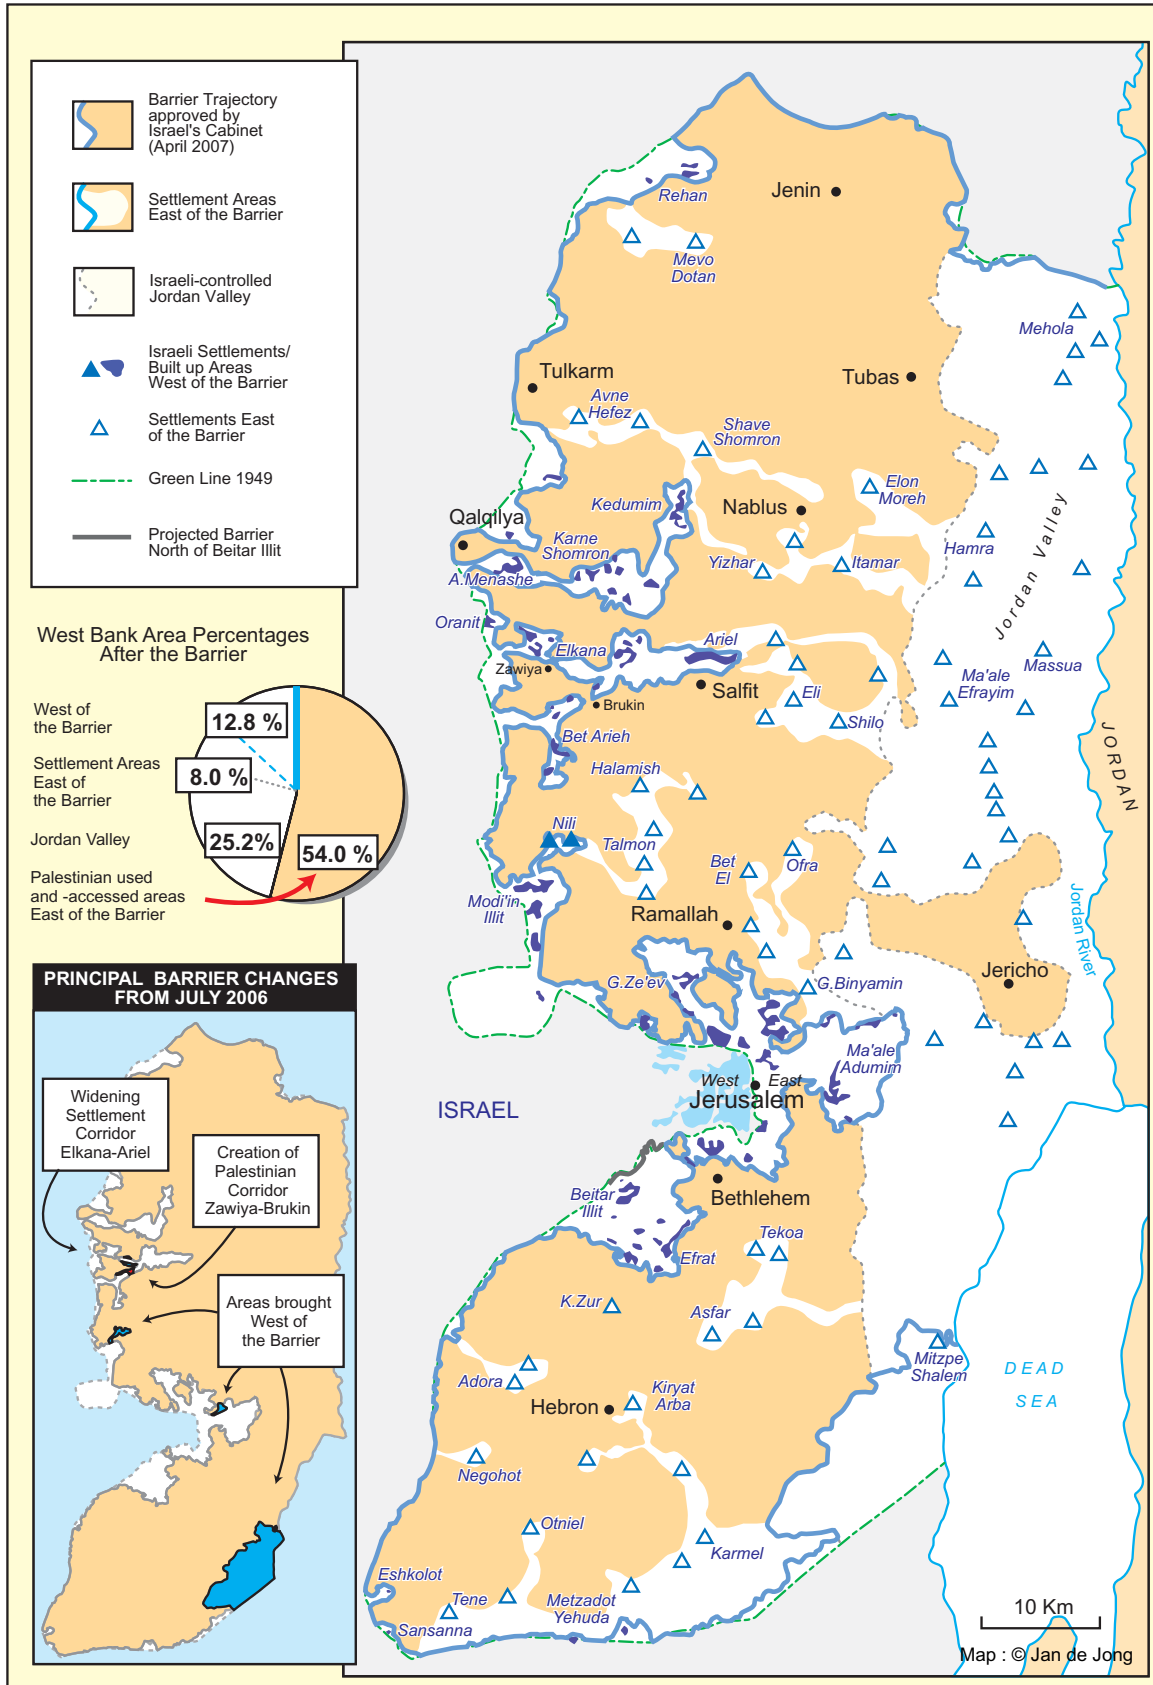 Barrier Trajectory
approved by
Israel's Cabinet
(April 2007)
Settlement Areas
East of the Barrier
Israeli-controlled
Jordan Valley
Israeli Settlements/
Built up Areas
West of the Barrier
Settlements East
of the Barrier
Green Line 1949
Projected Barrier
North of Beitar Illit
West Bank Area Percentages
After the Barrier
West of
the Barrier
12.8 %
Settlement Areas
East of
the Barrier
8.0 %
Jordan Valley
25.2%
54.0 %
Palestinian used
and -accessed areas
East of the Barrier
PRINCIPAL BARRIER CHANGES
FROM JULY 2006
Widening
Settlement
Corridor
Elkana-Ariel
Creation of
Palestinian
Corridor
Zawiya-Brukin
Areas brought
West of
the Barrier
Rehan
Jenin
Mevo
Dotan
Mehola
Tulkarm
Tubas
Avne
Hefez
Shave
Shomron
Kedumim
Elon
Moreh
Nablus
Qalqilya
Karne
Shomron
Hamra
Jordan Valley
Yizhar
Itamar
A.Menashe
Oranit
Elkana
Ariel
Zawiya
Massua
Ma'ale
Efrayim
Salfit
Eli
Brukin
Shilo
Bet Arieh
JORDAN
Halamish
Nili
Talmon
Bet
El
Ofra
Modi'in
Illit
Ramallah
Jordan River
Jericho
G.Ze'ev
G.Binyamin
Ma'ale
Adumim
West
East
Jerusalem
ISRAEL
Beitar
Illit
Bethlehem
Tekoa
Efrat
K.Zur
Asfar
Mitzpe
Shalem
DEAD
SEA
Adora
Kiryat
Arba
Hebron
Negohot
Otniel
Karmel
Eshkolot
Tene
Metzadot
Yehuda
Sansanna
10 Km
Map : © Jan de Jong